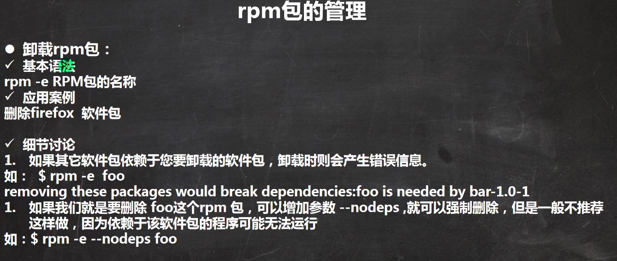 rpm包的管理
● 卸载rpm包：
✓ 基本语法
rpm -e RPM包的名称
✓ 应用案例
删除firefox 软件包
✓ 细节讨论
1. 如果其它软件包依赖于您要卸载的软件包，卸载时则会产生错误信息。
如： $ rpm -e foo
removing these packages would break dependencies:foo is needed by bar-1.0-1
1. 如果我们就是要删除 foo这个rpm 包，可以增加参数 --nodeps ,就可以强制删除，但是一般不推荐
这样做，因为依赖于该软件包的程序可能无法运行
如：$ rpm -e --nodeps foo